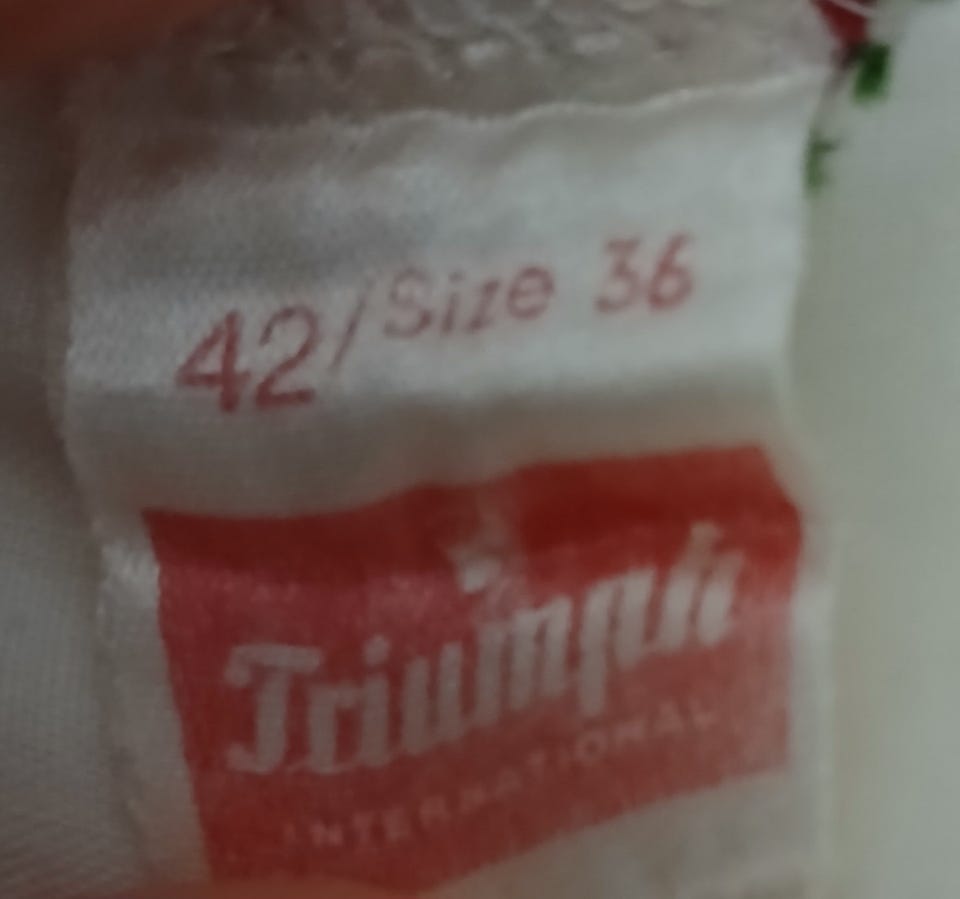 42/Size 36
Triumph
INTERNATIONAL